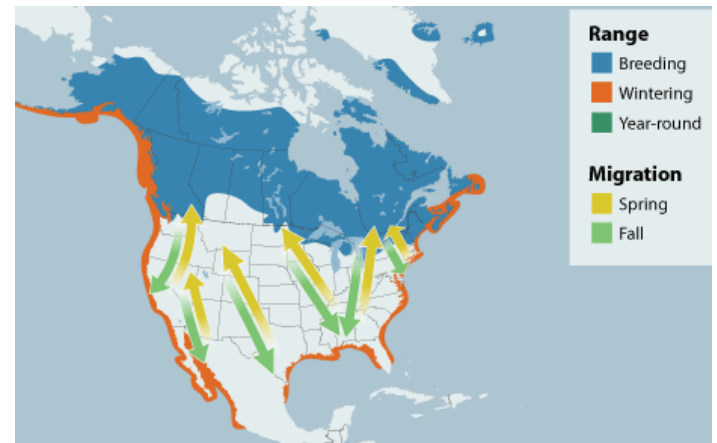 Range
Breeding
Wintering
Year-round
Migration
Spring
Fall